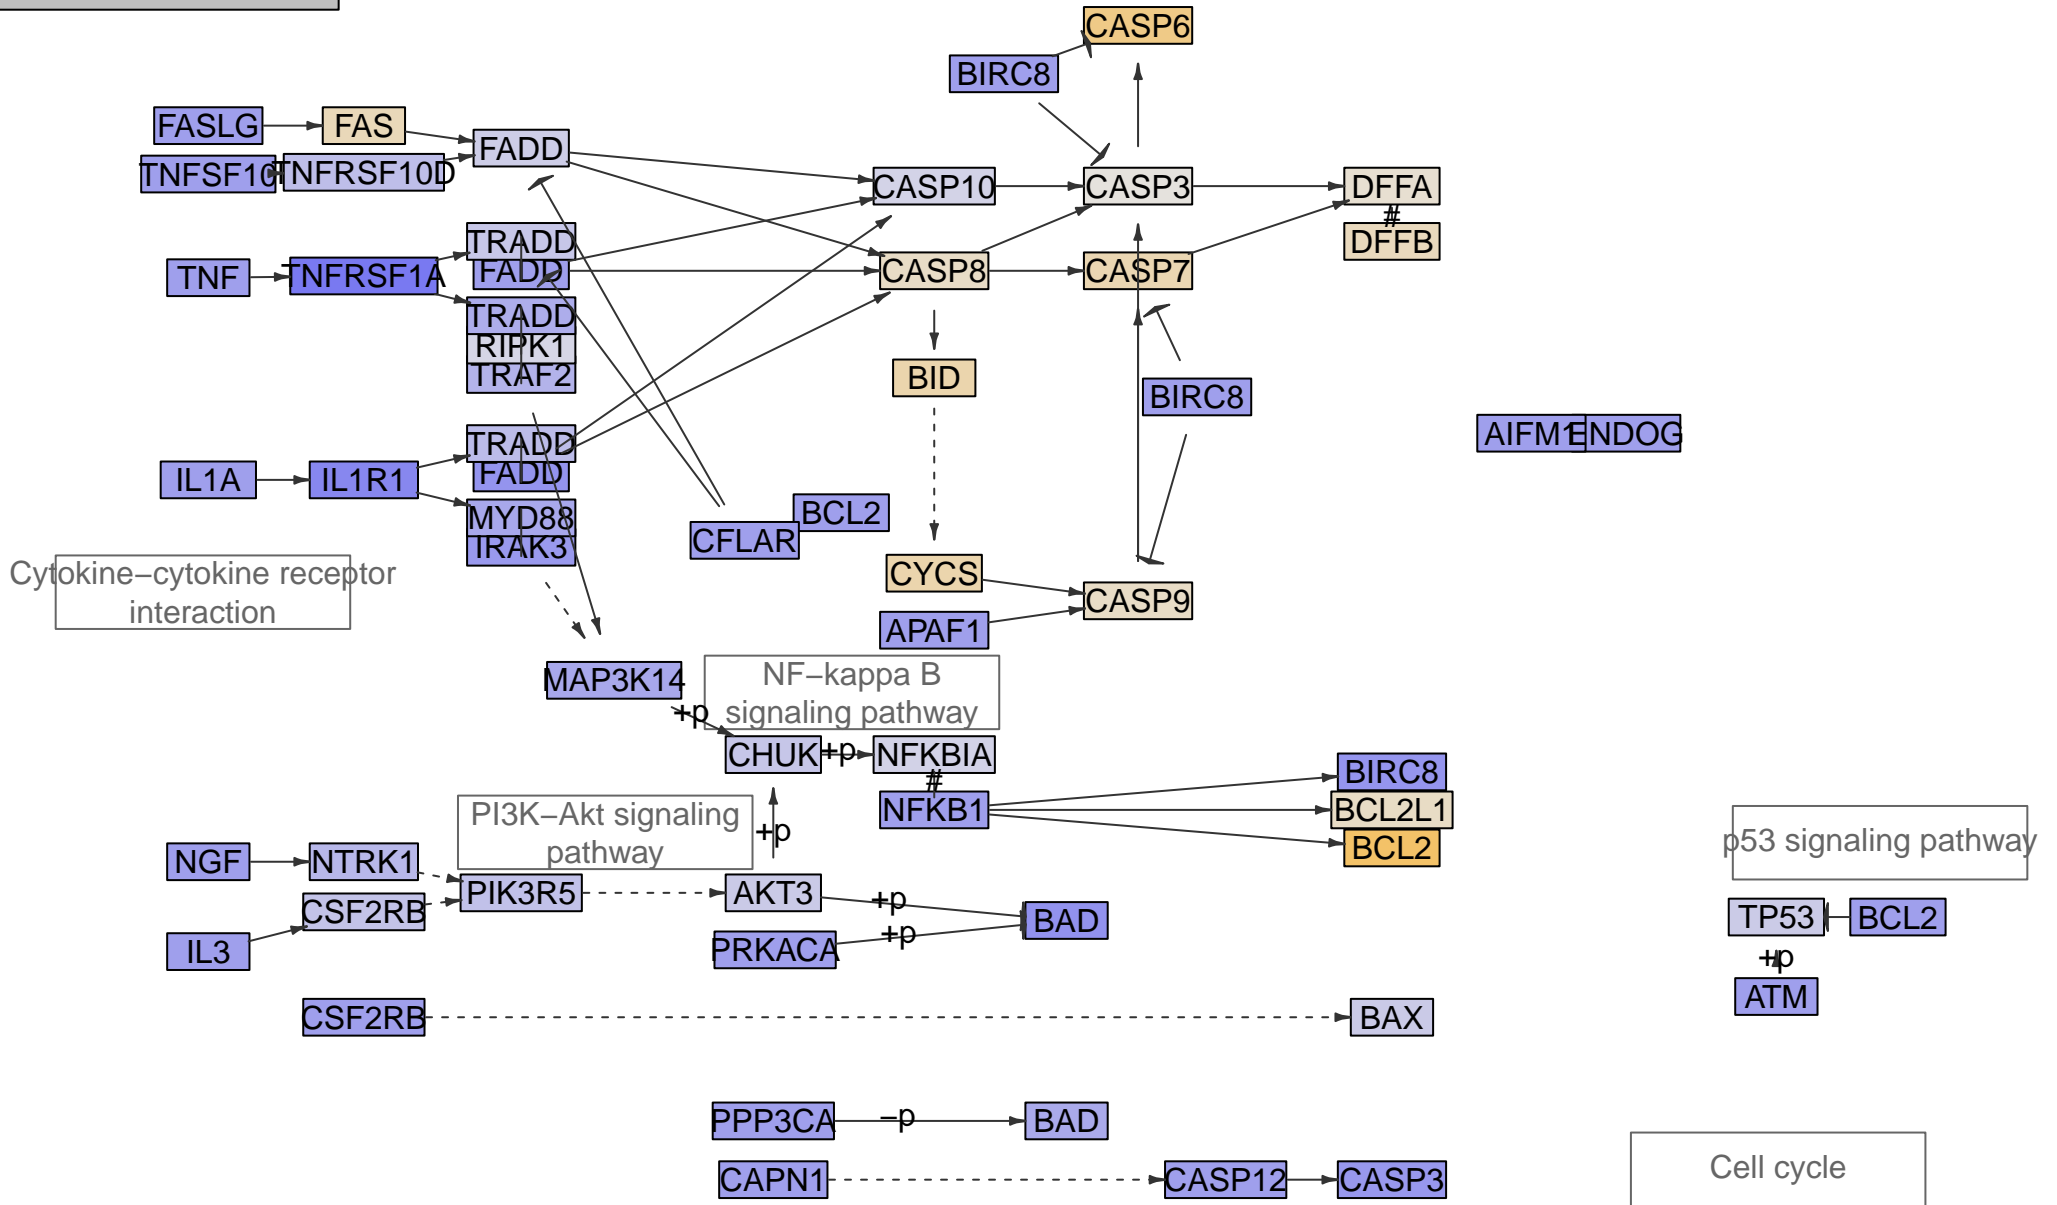 CASP6
BIRC8
FASLG
FAS
FADD
TNFSF10
TNFRSF10D
CASP10
CASP3
DFFA
#
DFFB
TRADD
FADD
TNF
TNFRSF1A
CASP8
CASP7
TRADD
RIPK1
TRAF2
BID
BIRC8
AIFM1
ENDOG
TRADD
FADD
IL1A
IL1R1
MYD88
IRAK3
BCL2
CFLAR
CYCS
CASP9
APAF1
Cytokine−cytokine receptor
interaction
MAP3K14
NF−kappa B
signaling pathway
+p
CHUK
+p
NFKBIA
#
NFKB1
BIRC8
BCL2L1
BCL2
PI3K−Akt signaling
pathway
+p
p53 signaling pathway
NGF
NTRK1
CSF2RB
PIK3R5
AKT3
+p
BAD
+p
PRKACA
IL3
TP53
BCL2
+p
ATM
CSF2RB
BAX
PPP3CA
−p
BAD
CAPN1
CASP12
CASP3
Cell cycle